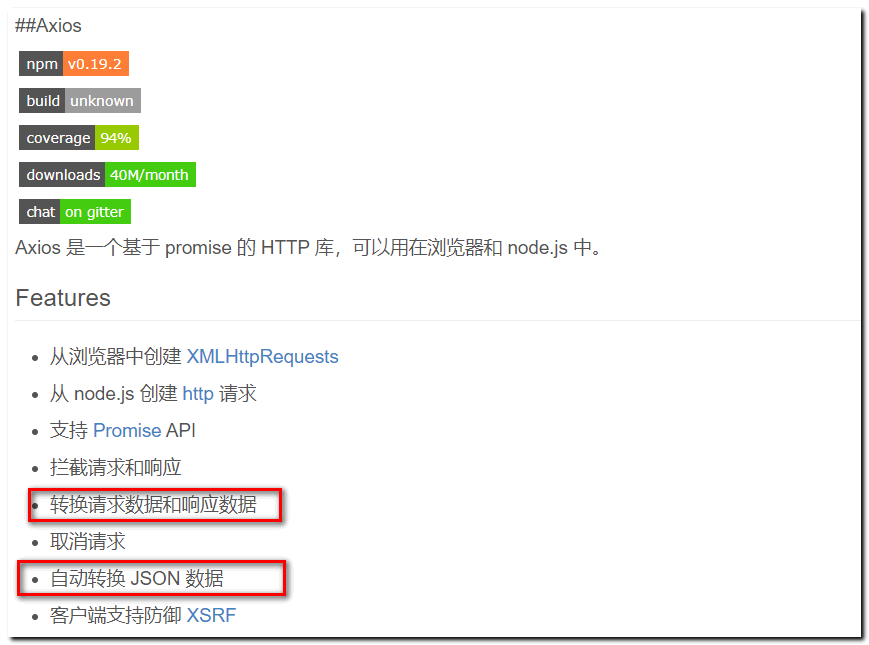 ##Axios
npm v0.19.2
build unknown
coverage 94%
downloads 40M/month
chat on gitter
Axios 是一个基于 promise 的 HTTP 库，可以用在浏览器和 node.js 中。
Features
从浏览器中创建 XMLHttpRequests
从 node.js 创建 http 请求
支持 Promise API
拦截请求和响应
转换请求数据和响应数据
取消请求
自动转换 JSON 数据
客户端支持防御 XSRF